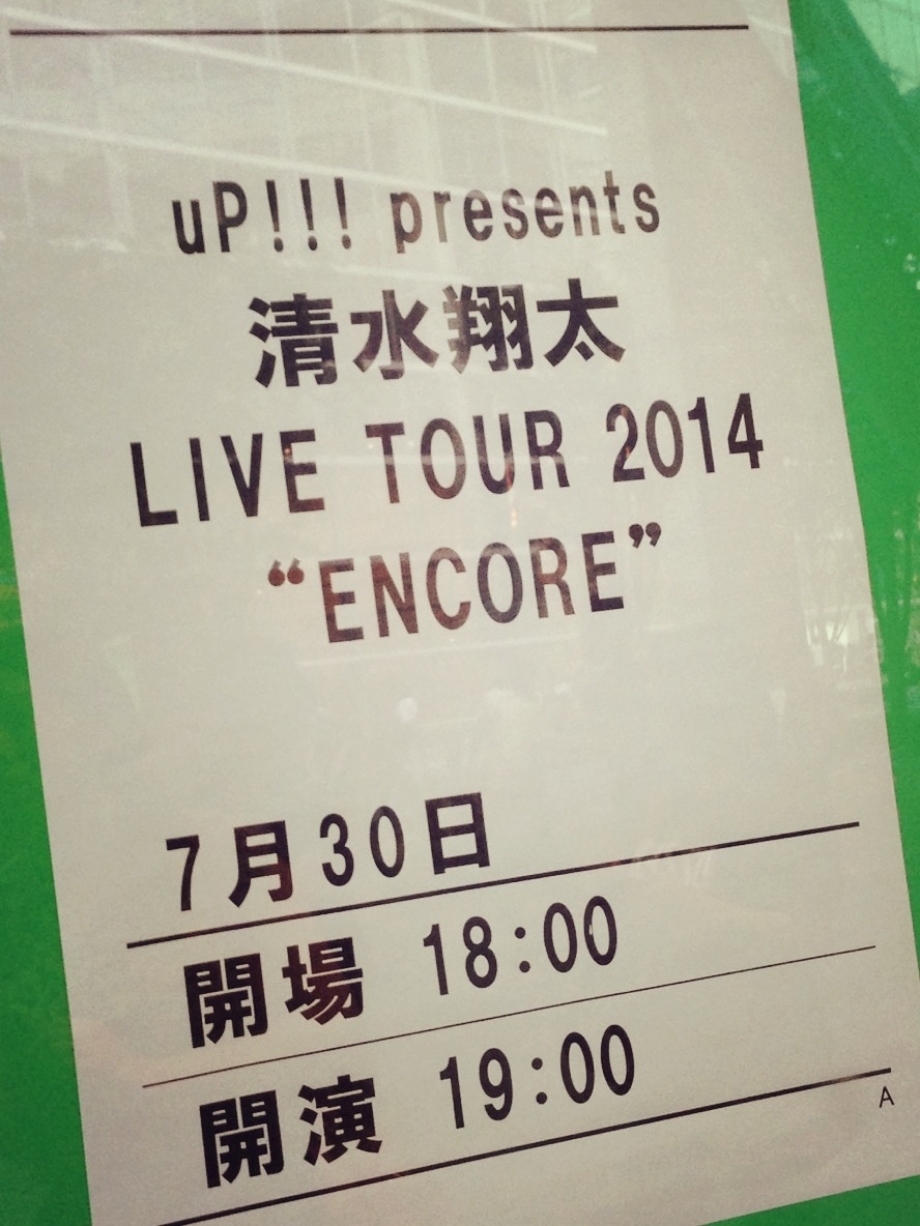 uP!!! presents
清水翔太
LIVE TOUR 2014
“ENCORE”
7月30日
開場 18:00
開演 19:00
A